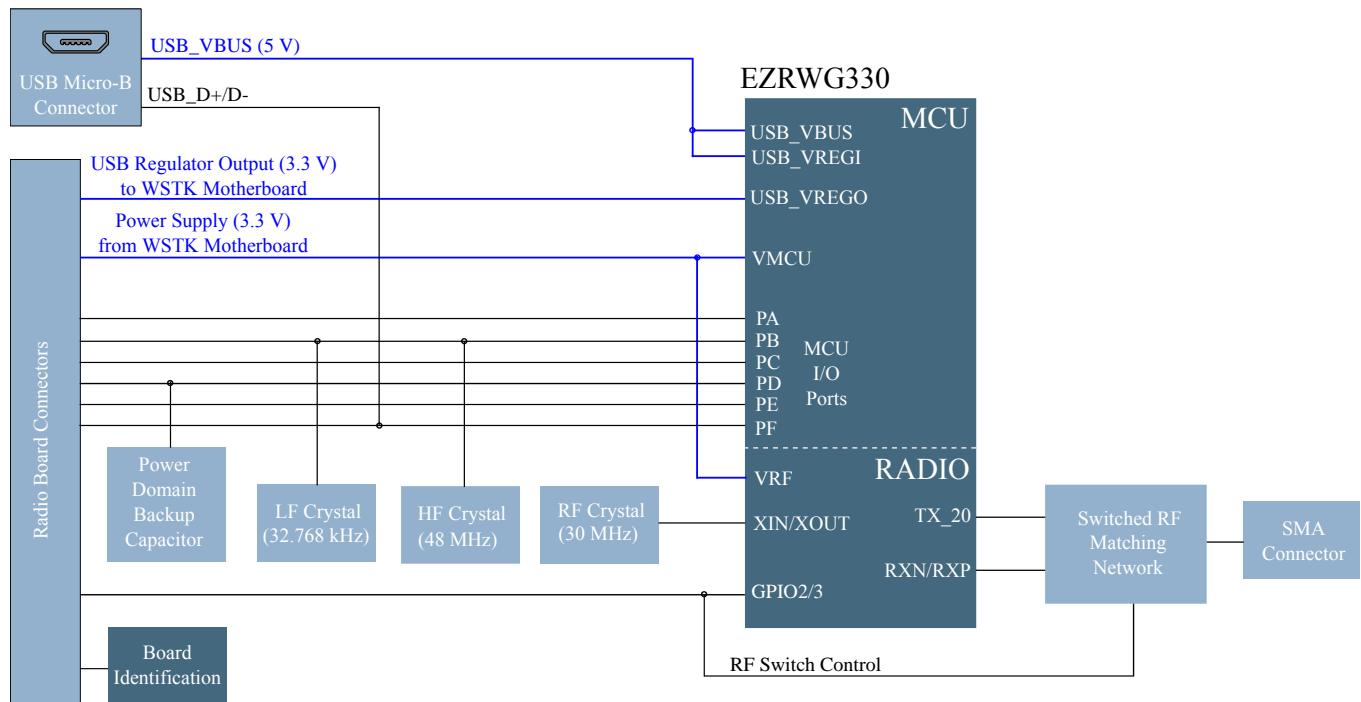 USB Micro-B
Connector
USB_VBUS (5 V)
USB_D+/D-
USB Regulator Output (3.3 V)
to WSTK Motherboard
Power Supply (3.3 V)
from WSTK Motherboard
Radio Board Connectors
Power
Domain
Backup
Capacitor
LF Crystal
(32.768 kHz)
HF Crystal
(48 MHz)
RF Crystal
(30 MHz)
Board
Identification
EZRWG330
MCU
USB_VBUS
USB_VREGI
USB_VREGO
VMCU
PA
PB
PC
PD
PE
PF
MCU
I/O
Ports
RADIO
VRF
XIN/XOUT
GPIO2/3
TX_20
RXN/RXP
RF Switch Control
Switched RF
Matching
Network
SMA
Connector